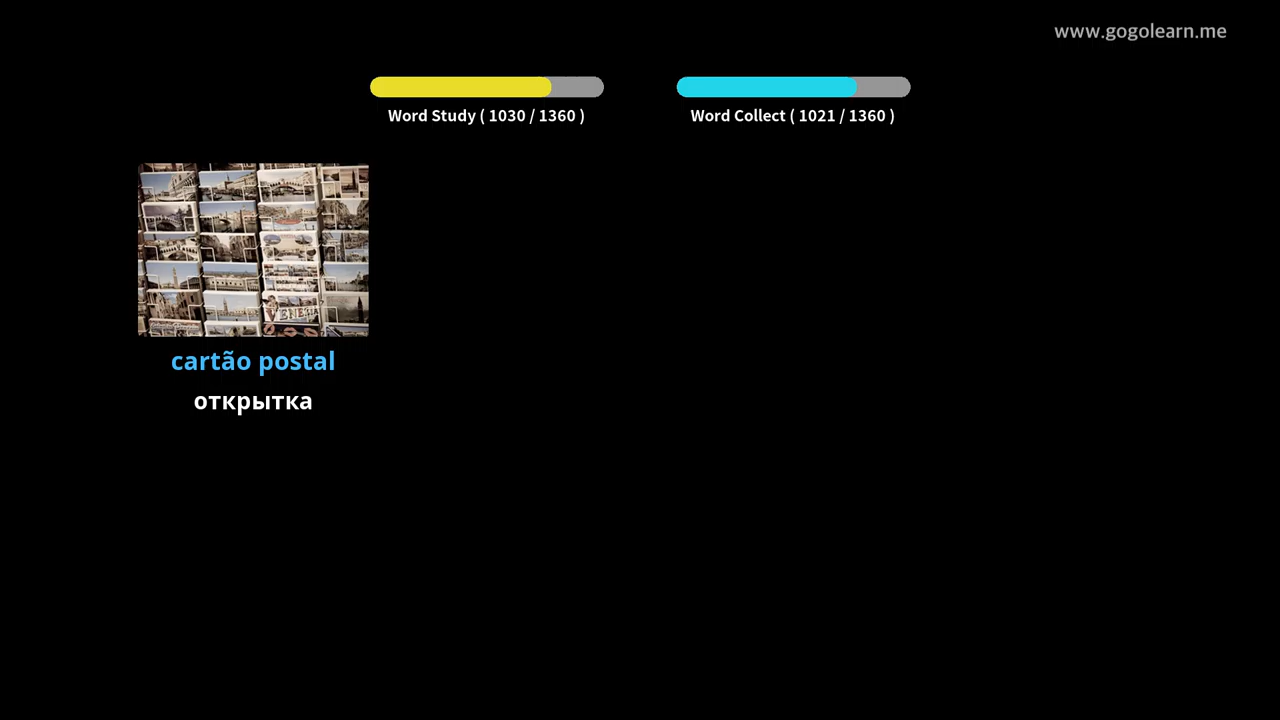 www.gogolearn.me
Word Study ( 1030 / 1360 )
Word Collect ( 1021 / 1360 )
cartão postal
открытка